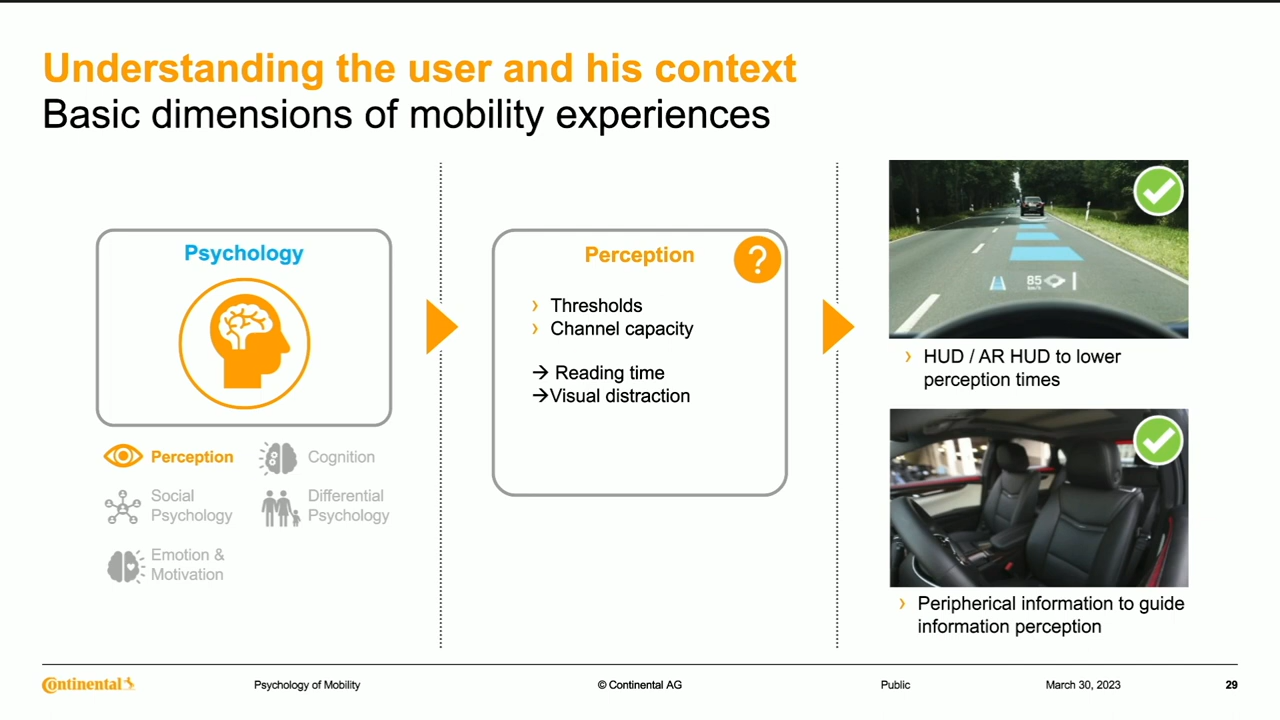 Understanding the user and his context
Basic dimensions of mobility experiences
Psychology
Perception
Cognition
Social
Psychology
Differential
Psychology
Emotion &
Motivation
Perception
?
› Thresholds
› Channel capacity
→ Reading time
→Visual distraction
85
km/h
› HUD / AR HUD to lower
perception times
› Peripherical information to guide
information perception
Continental
Psychology of Mobility
© Continental AG
Public
March 30, 2023
29